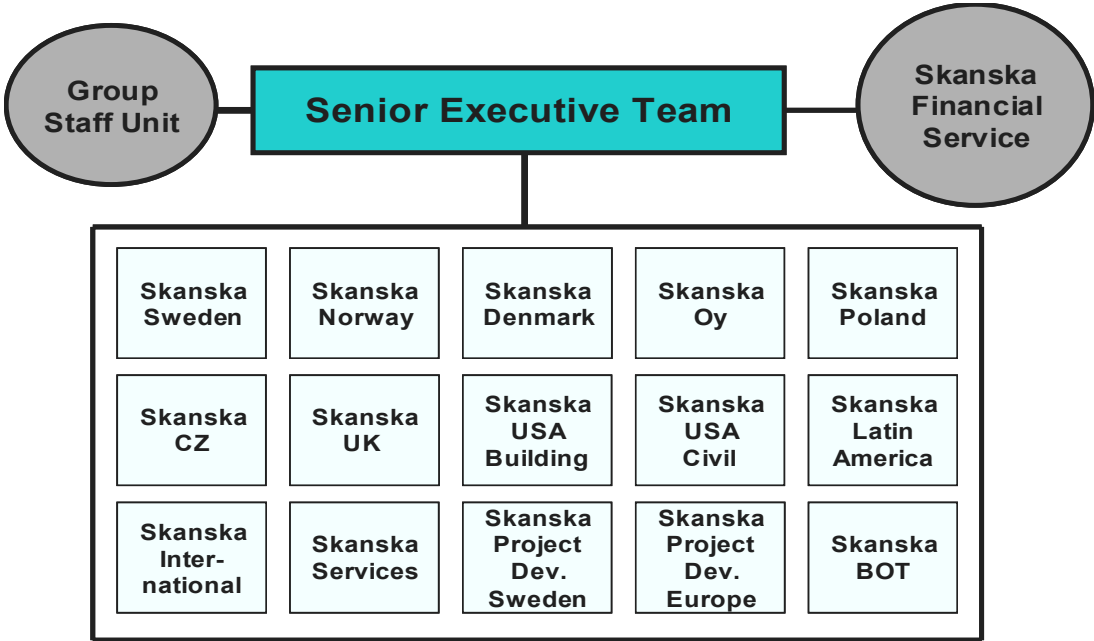 Group
Staff Unit
Senior Executive Team
Skanska
Financial
Service
Skanska
Sweden
Skanska
Norway
Skanska
Denmark
Skanska
Oy
Skanska
Poland
Skanska
CZ
Skanska
UK
Skanska
USA
Building
Skanska
USA
Civil
Skanska
Latin
America
Skanska
Inter-
national
Skanska
Services
Skanska
Project
Dev.
Sweden
Skanska
Project
Dev.
Europe
Skanska
BOT